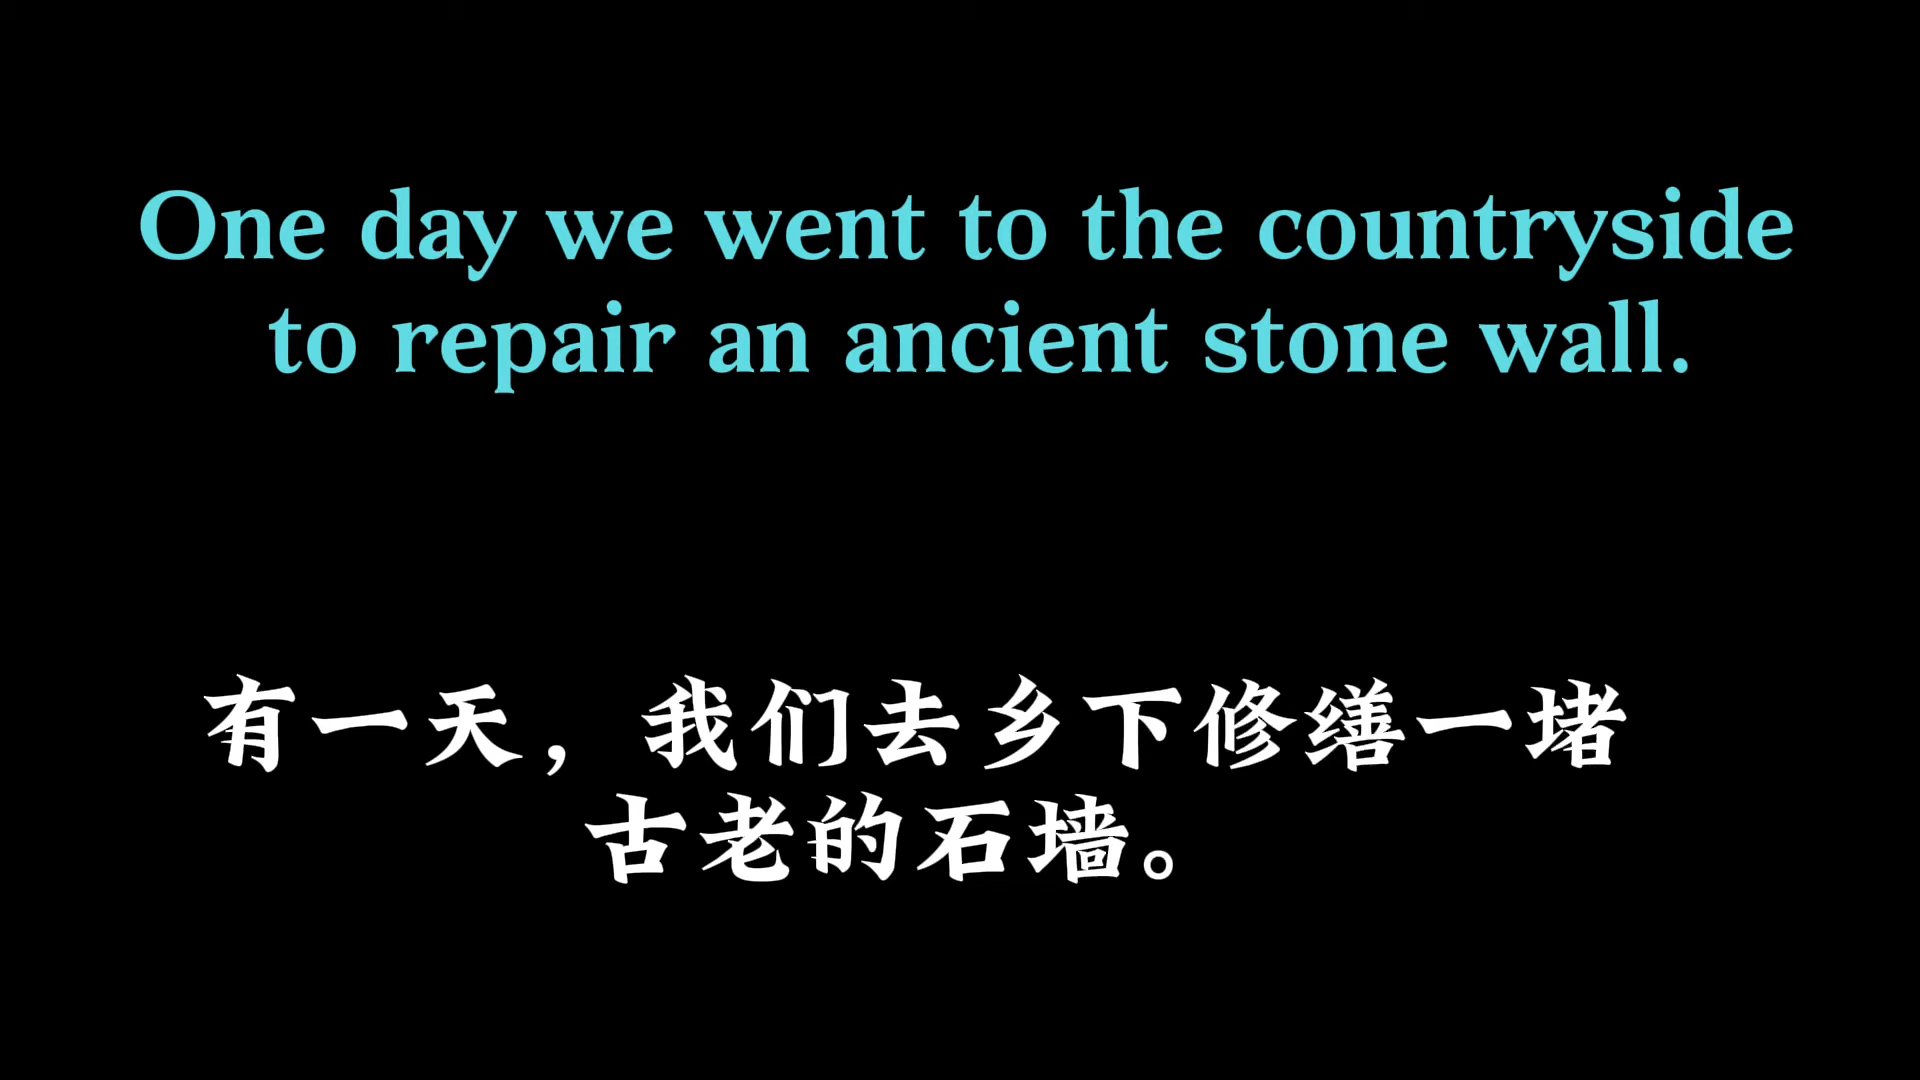 One day we went to the countryside
to repair an ancient stone wall.
有一天，我们去乡下修缮一堵
古老的石墙。